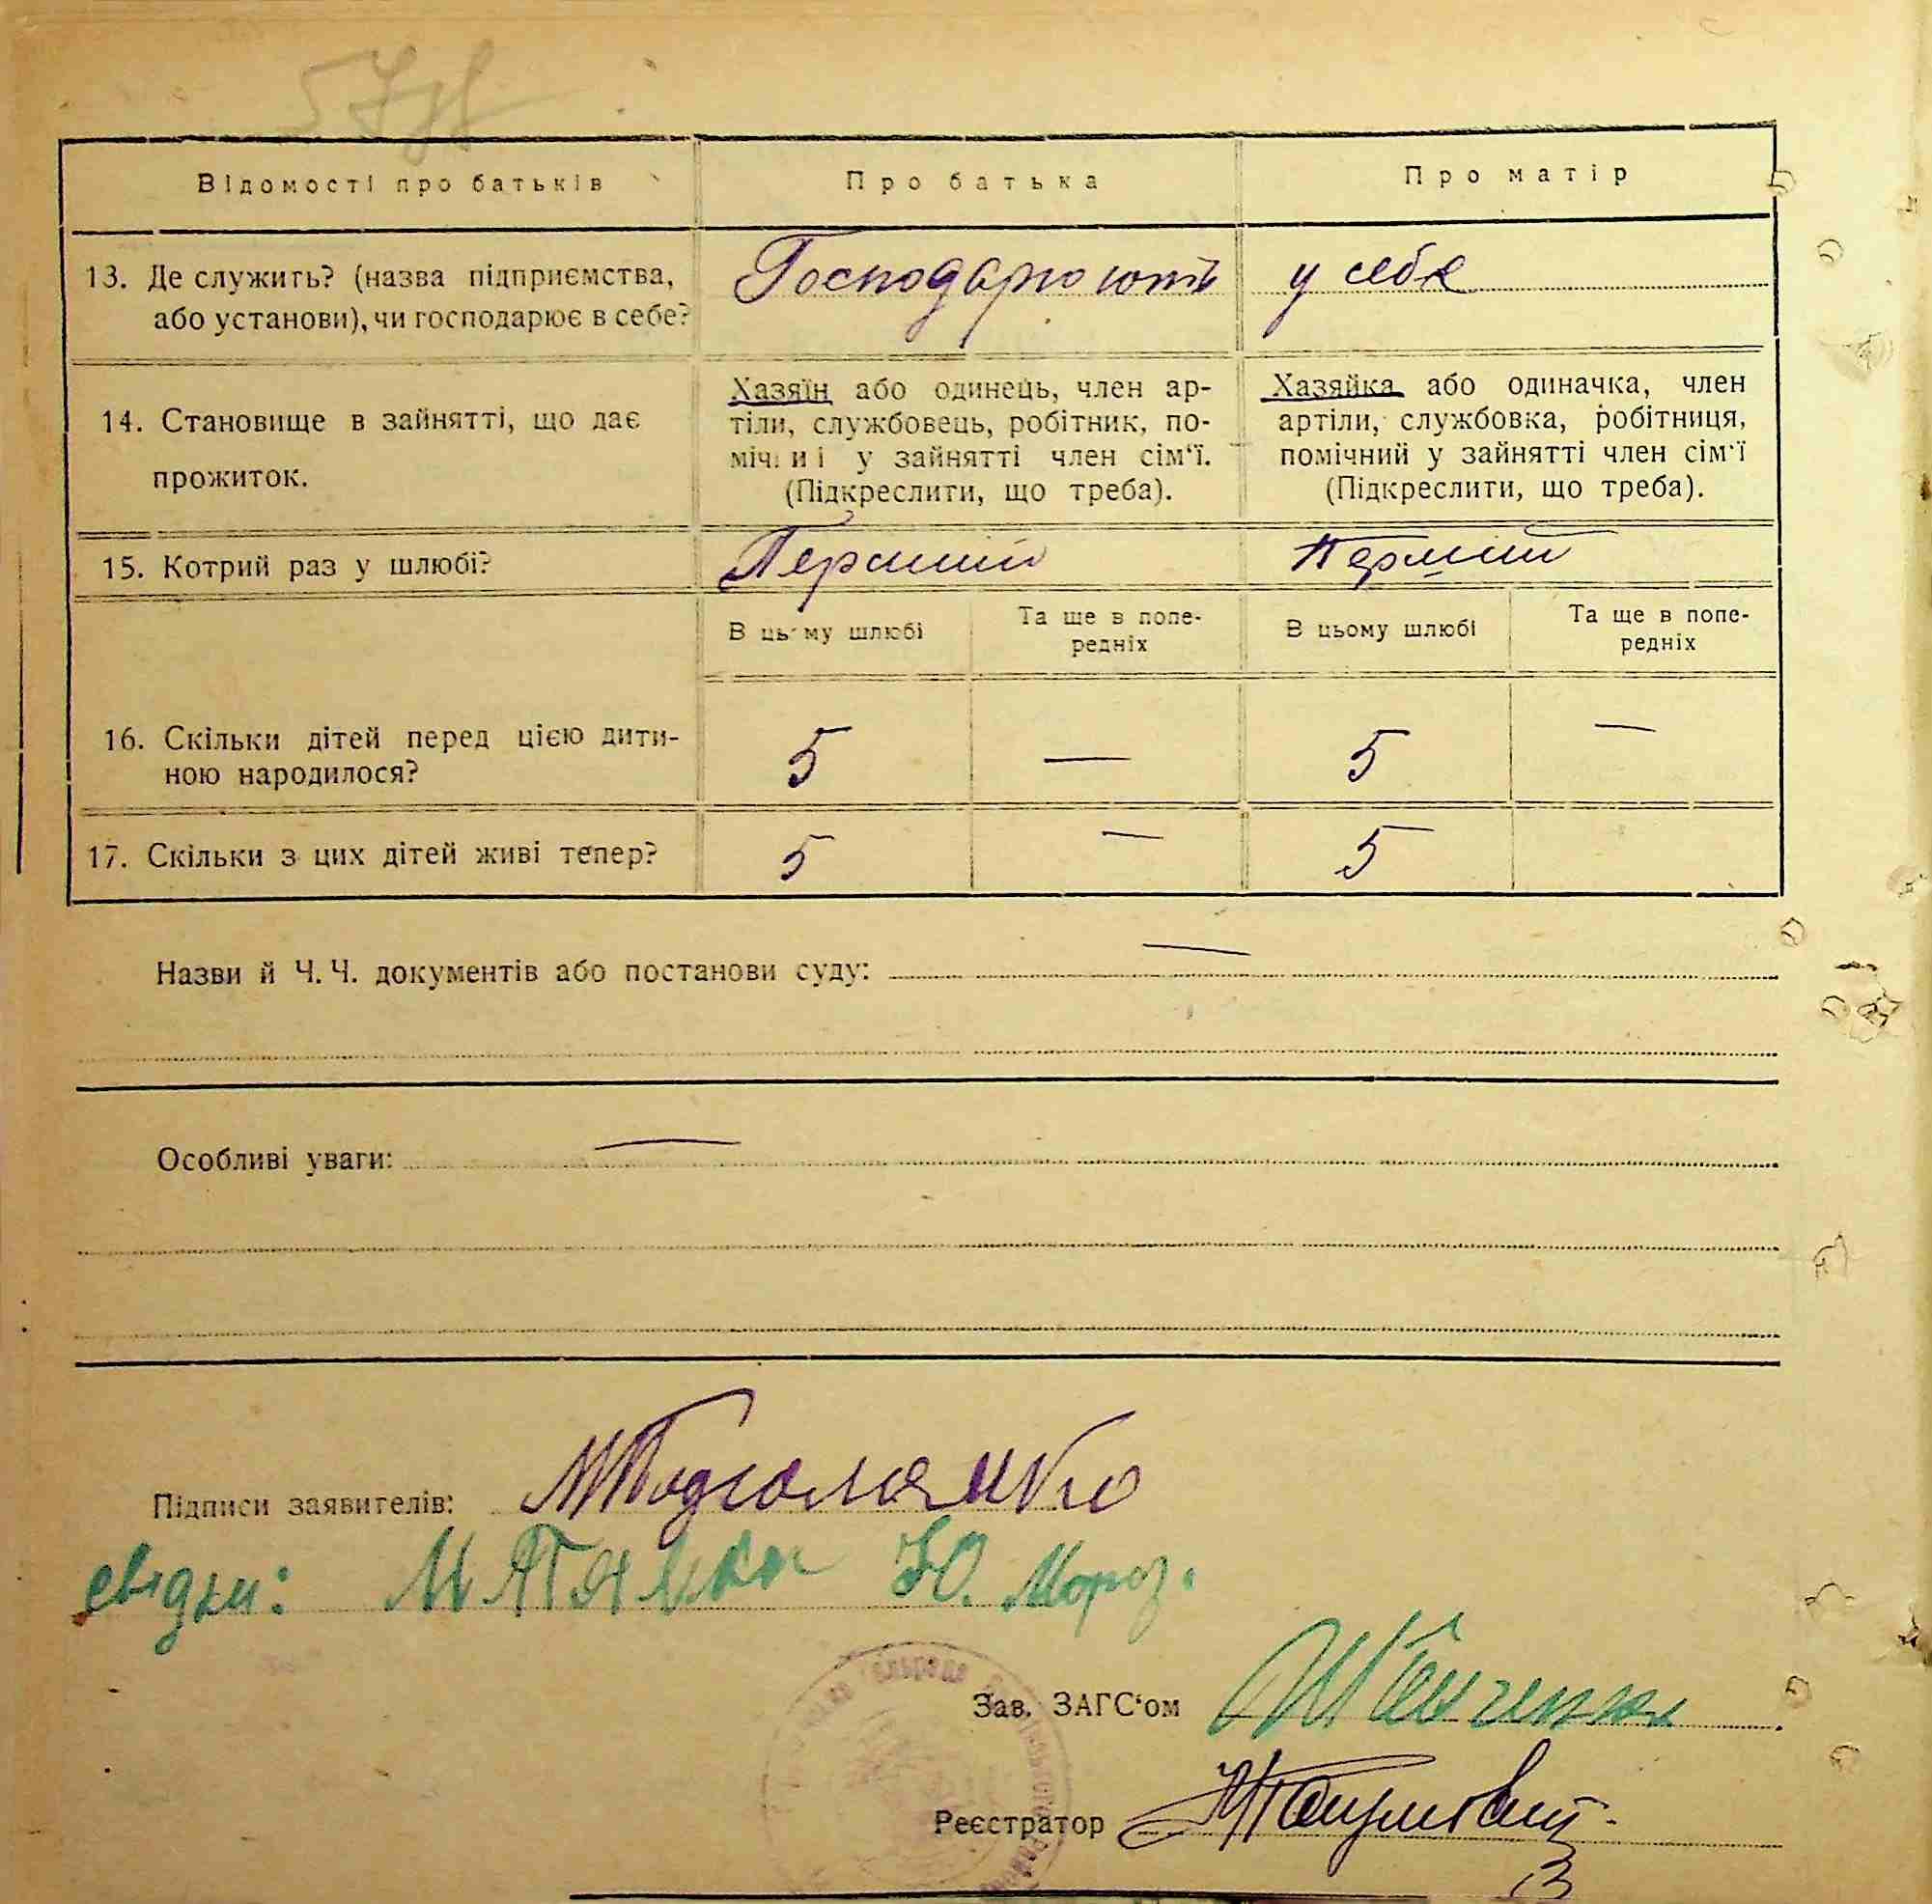 Відомості про батьків Про батька Про матір
13. Де служить? (назва підприємства, Господарюють у себе
або установи), чи господарює в себе?
Хазяїн або одинець, член ар- Хазяйка або одиначка, член
14. Становище в зайнятті, що дає тіли, службовець, робітник, по- артіли, службовка, робітниця,
міч. и і у зайнятті член сім'ї. помічний у зайнятті член сім'ї
прожиток. (Підкреслити, що треба). (Підкреслити, що треба).
15. Котрий раз у шлюбі? Перший Перший
В цьому шлюбі Та ще в попе- В цьому шлюбі Та ще в попе-
редніх редніх
16. Скільки дітей перед цією дити- 5 — 5 —
ною народилося?
17. Скільки з цих дітей живі тепер? 5 — 5
Назви й Ч. Ч. документів або постанови суду: —
Особливі уваги: —
Підписи заявителів:
свідки: Ю. Мороз.
Зав. ЗАГС'ом
Реєстратор